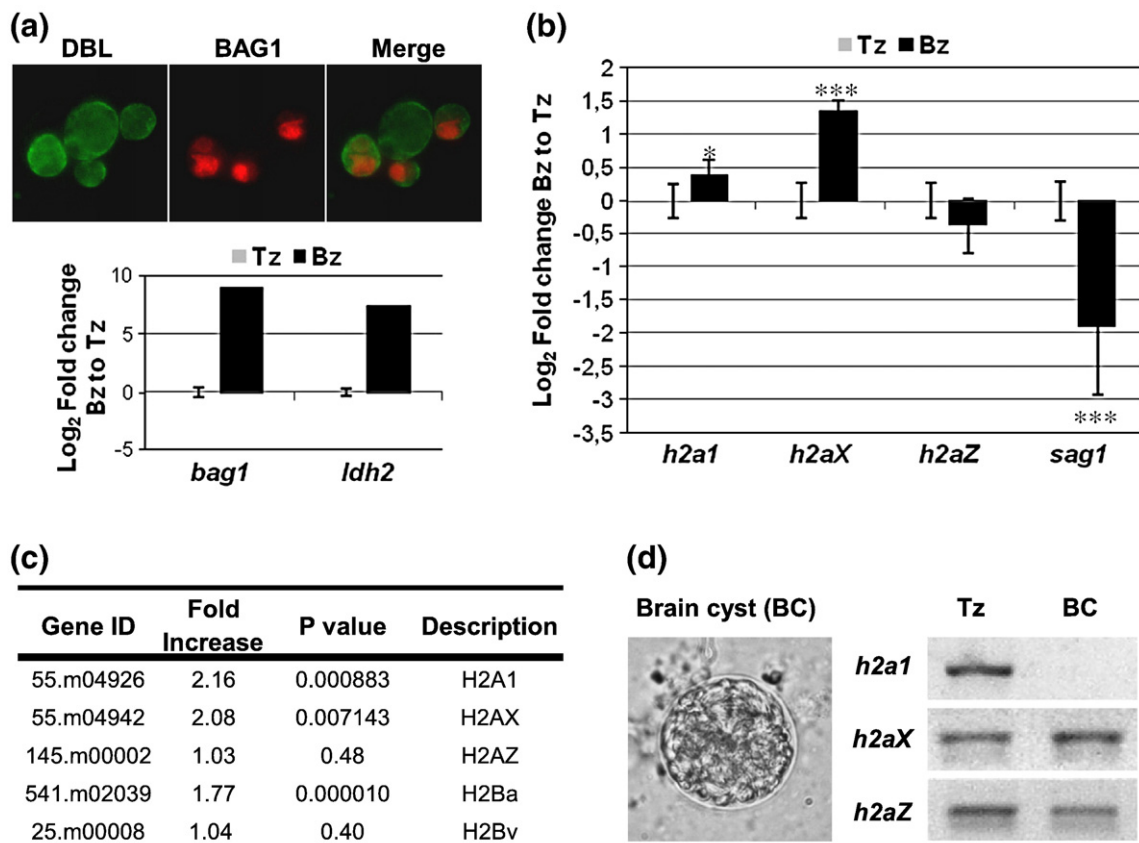 (a)
DBL BAG1 Merge
Tz Bz
Log2 Fold change
Bz to Tz
10
5
0
-5
bag1 ldh2
(b)
Tz Bz
Log2 Fold change Bz to Tz
2
1,5
1
0,5
0
-0,5
-1
-1,5
-2
-2,5
-3
-3,5
*
***
***
h2a1 h2aX h2aZ sag1
(c)
Gene ID Fold Increase P value Description
55.m04926 2.16 0.000883 H2A1
55.m04942 2.08 0.007143 H2AX
145.m00002 1.03 0.48 H2AZ
541.m02039 1.77 0.000010 H2Ba
25.m00008 1.04 0.40 H2Bv
(d)
Brain cyst (BC) Tz BC
h2a1
h2aX
h2aZ